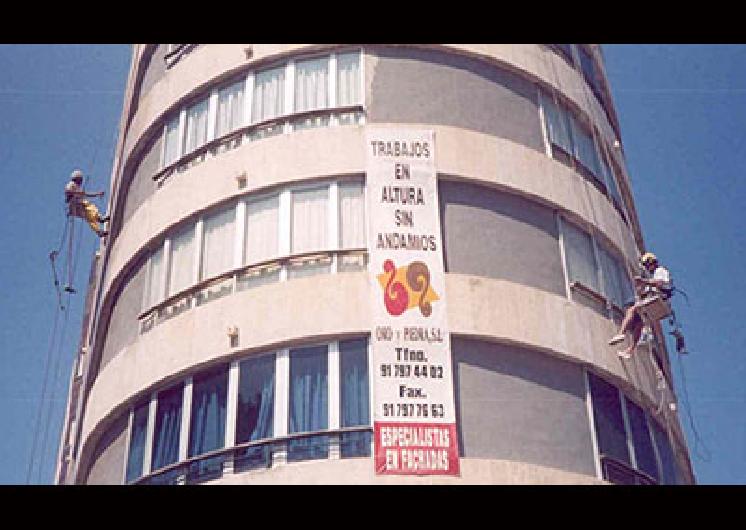 TRABAJOS
EN
ALTURA
SIN
ANDAMIOS
ORO Y PIEDRA, S.L.
Tfno.
91 797 44 02
Fax.
91 797 76 63
ESPECIALISTAS
EN FACHADAS